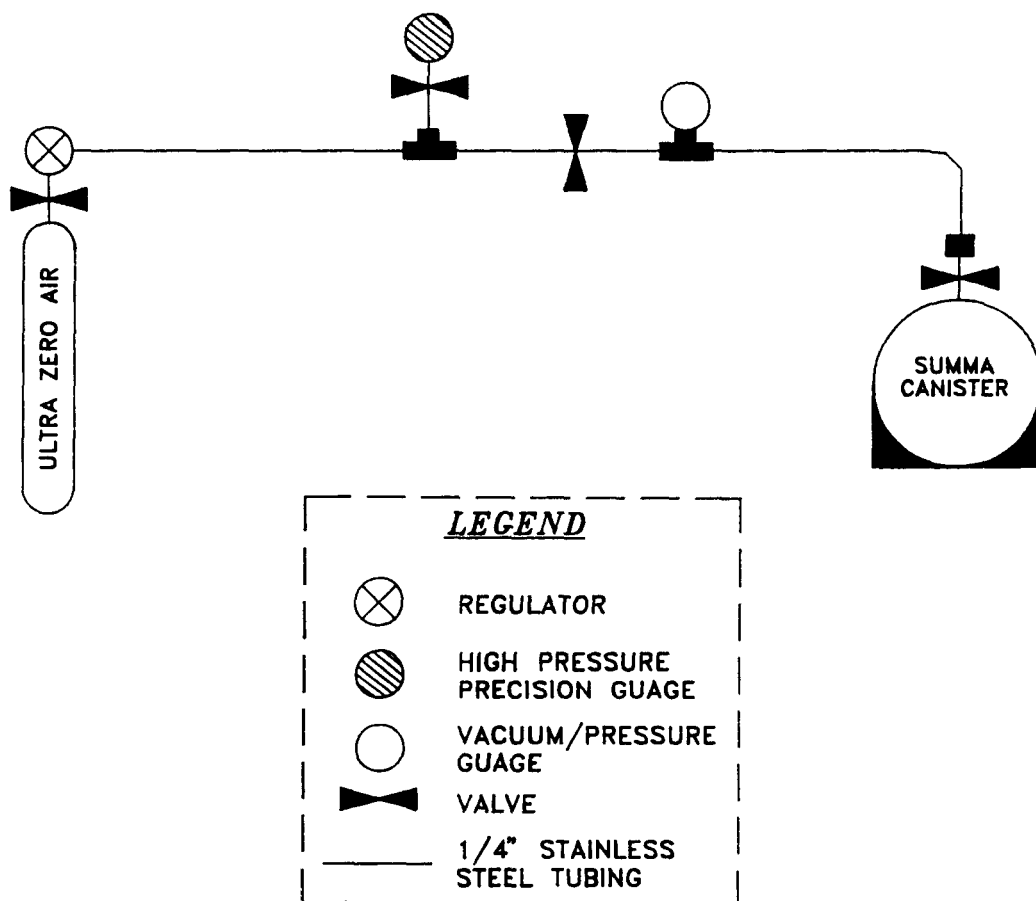 ULTRA ZERO AIR
SUMMA
CANISTER
LEGEND
REGULATOR
HIGH PRESSURE
PRECISION GUAGE
VACUUM/PRESSURE
GUAGE
VALVE
1/4" STAINLESS
STEEL TUBING